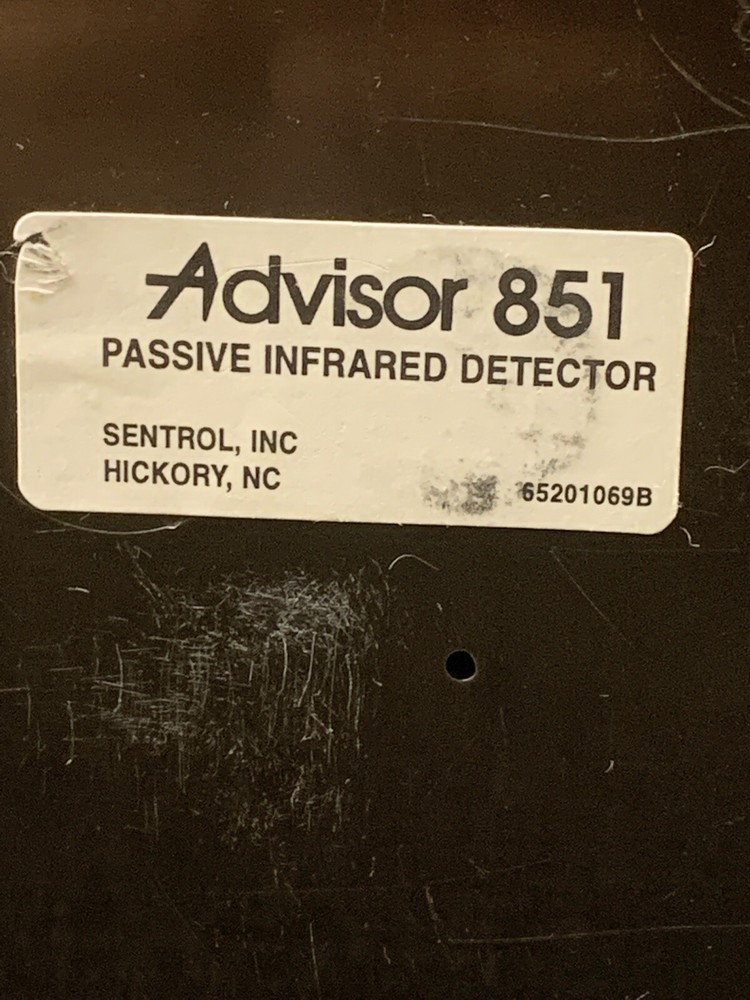 Advisor 851
PASSIVE INFRARED DETECTOR
SENTROL, INC
HICKORY, NC
65201069B